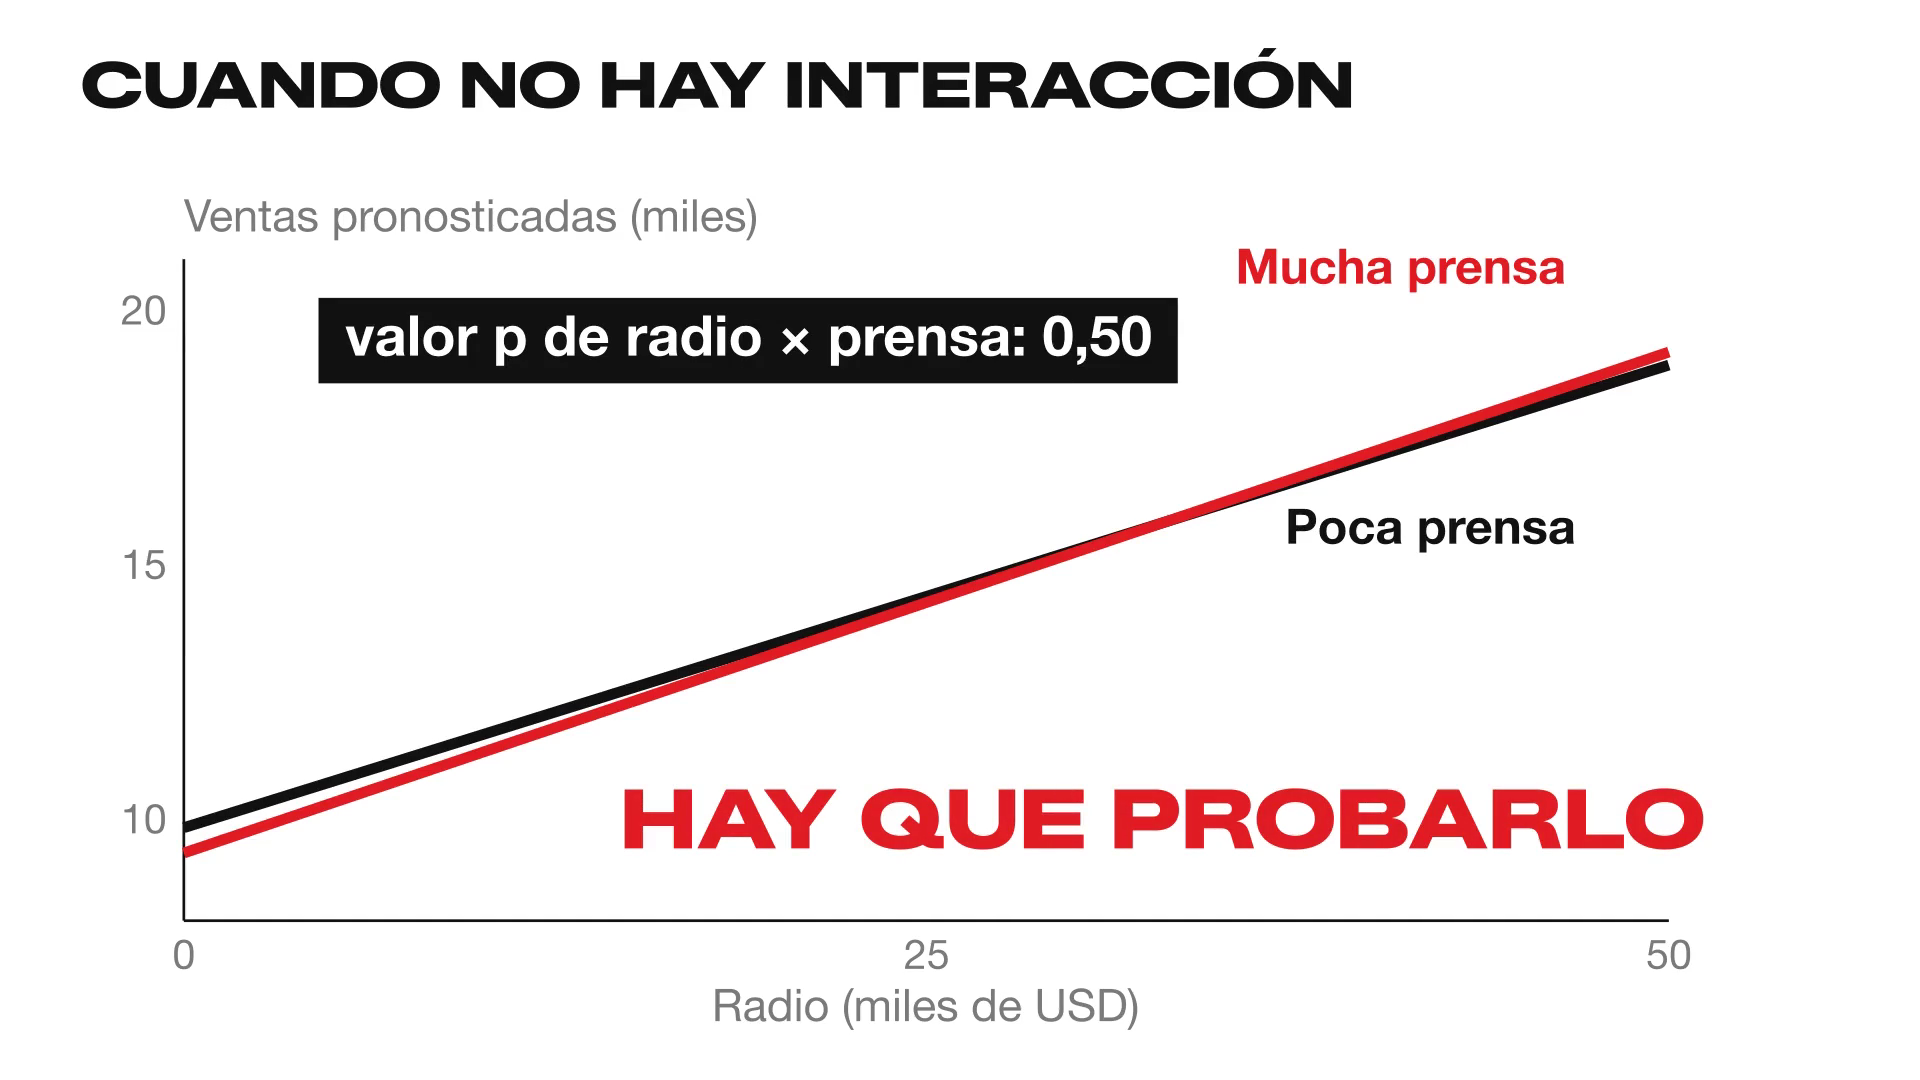 CUANDO NO HAY INTERACCIÓN
Ventas pronosticadas (miles)
Mucha prensa
20
valor p de radio × prensa: 0,50
Poca prensa
15
10
HAY QUE PROBARLO
0
25
50
Radio (miles de USD)